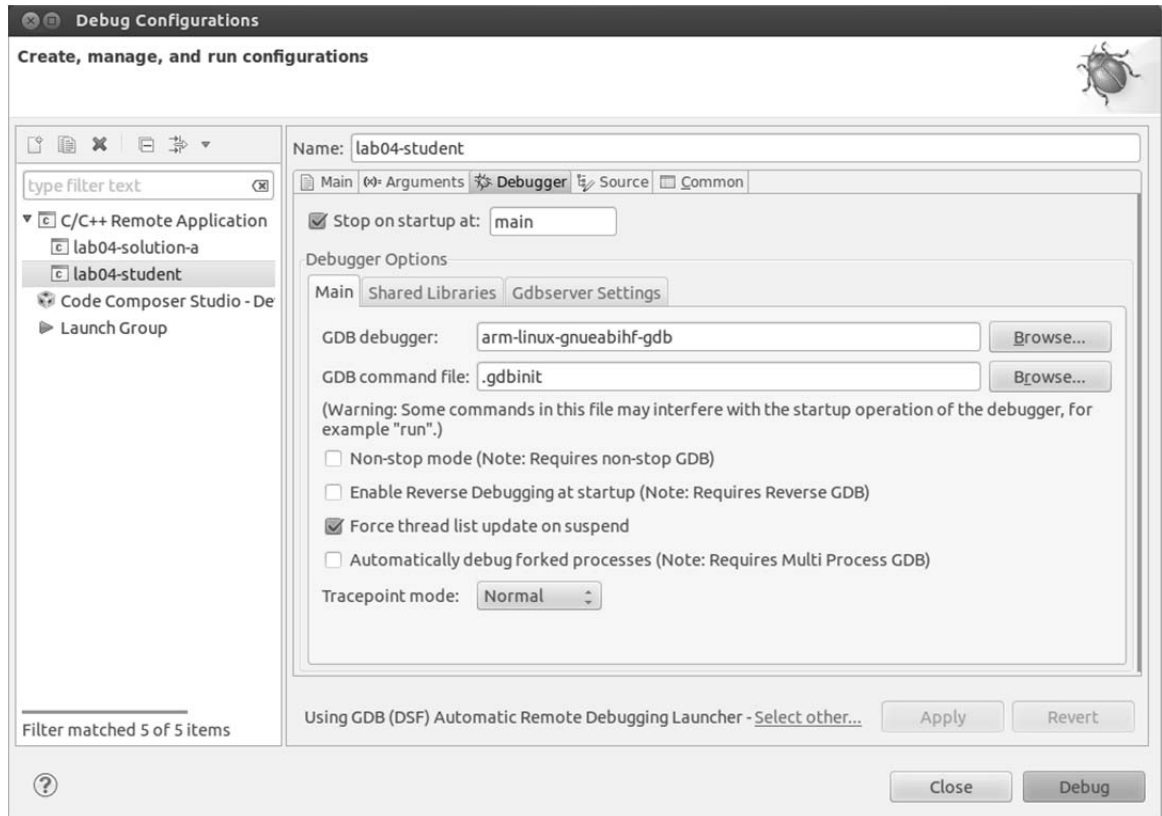 Debug Configurations
Create, manage, and run configurations
type filter text
C/C++ Remote Application
lab04-solution-a
lab04-student
Code Composer Studio - De
Launch Group
Filter matched 5 of 5 items
Name: lab04-student
Main (x)= Arguments Debugger Source Common
Stop on startup at: main
Debugger Options
Main Shared Libraries Gdbserver Settings
GDB debugger: arm-linux-gnueabihf-gdb Browse...
GDB command file: .gdbinit Browse...
(Warning: Some commands in this file may interfere with the startup operation of the debugger, for
example "run".)
Non-stop mode (Note: Requires non-stop GDB)
Enable Reverse Debugging at startup (Note: Requires Reverse GDB)
Force thread list update on suspend
Automatically debug forked processes (Note: Requires Multi Process GDB)
Tracepoint mode: Normal
Using GDB (DSF) Automatic Remote Debugging Launcher - Select other... Apply Revert
Close Debug